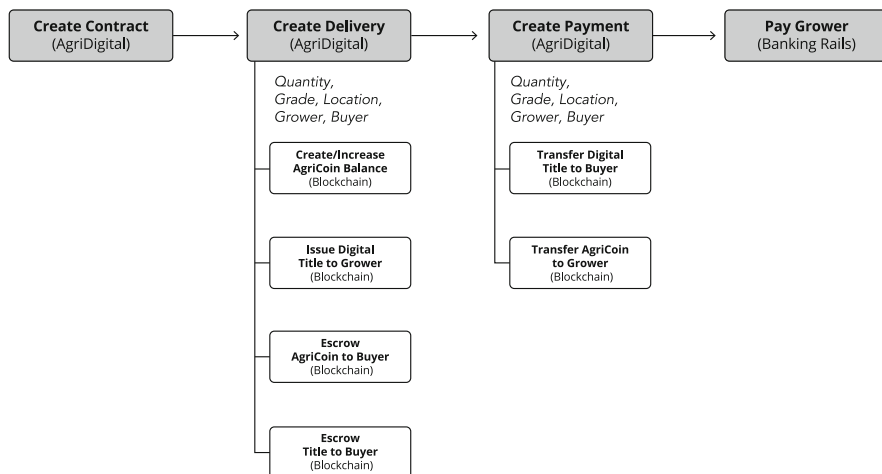 Create Contract
(AgriDigital)
Create Delivery
(AgriDigital)
Create Payment
(AgriDigital)
Pay Grower
(Banking Rails)
Quantity,
Grade, Location,
Grower, Buyer
Create/Increase
AgriCoin Balance
(Blockchain)
Issue Digital
Title to Grower
(Blockchain)
Escrow
AgriCoin to Buyer
(Blockchain)
Escrow
Title to Buyer
(Blockchain)
Quantity,
Grade, Location,
Grower, Buyer
Transfer Digital
Title to Buyer
(Blockchain)
Transfer AgriCoin
to Grower
(Blockchain)